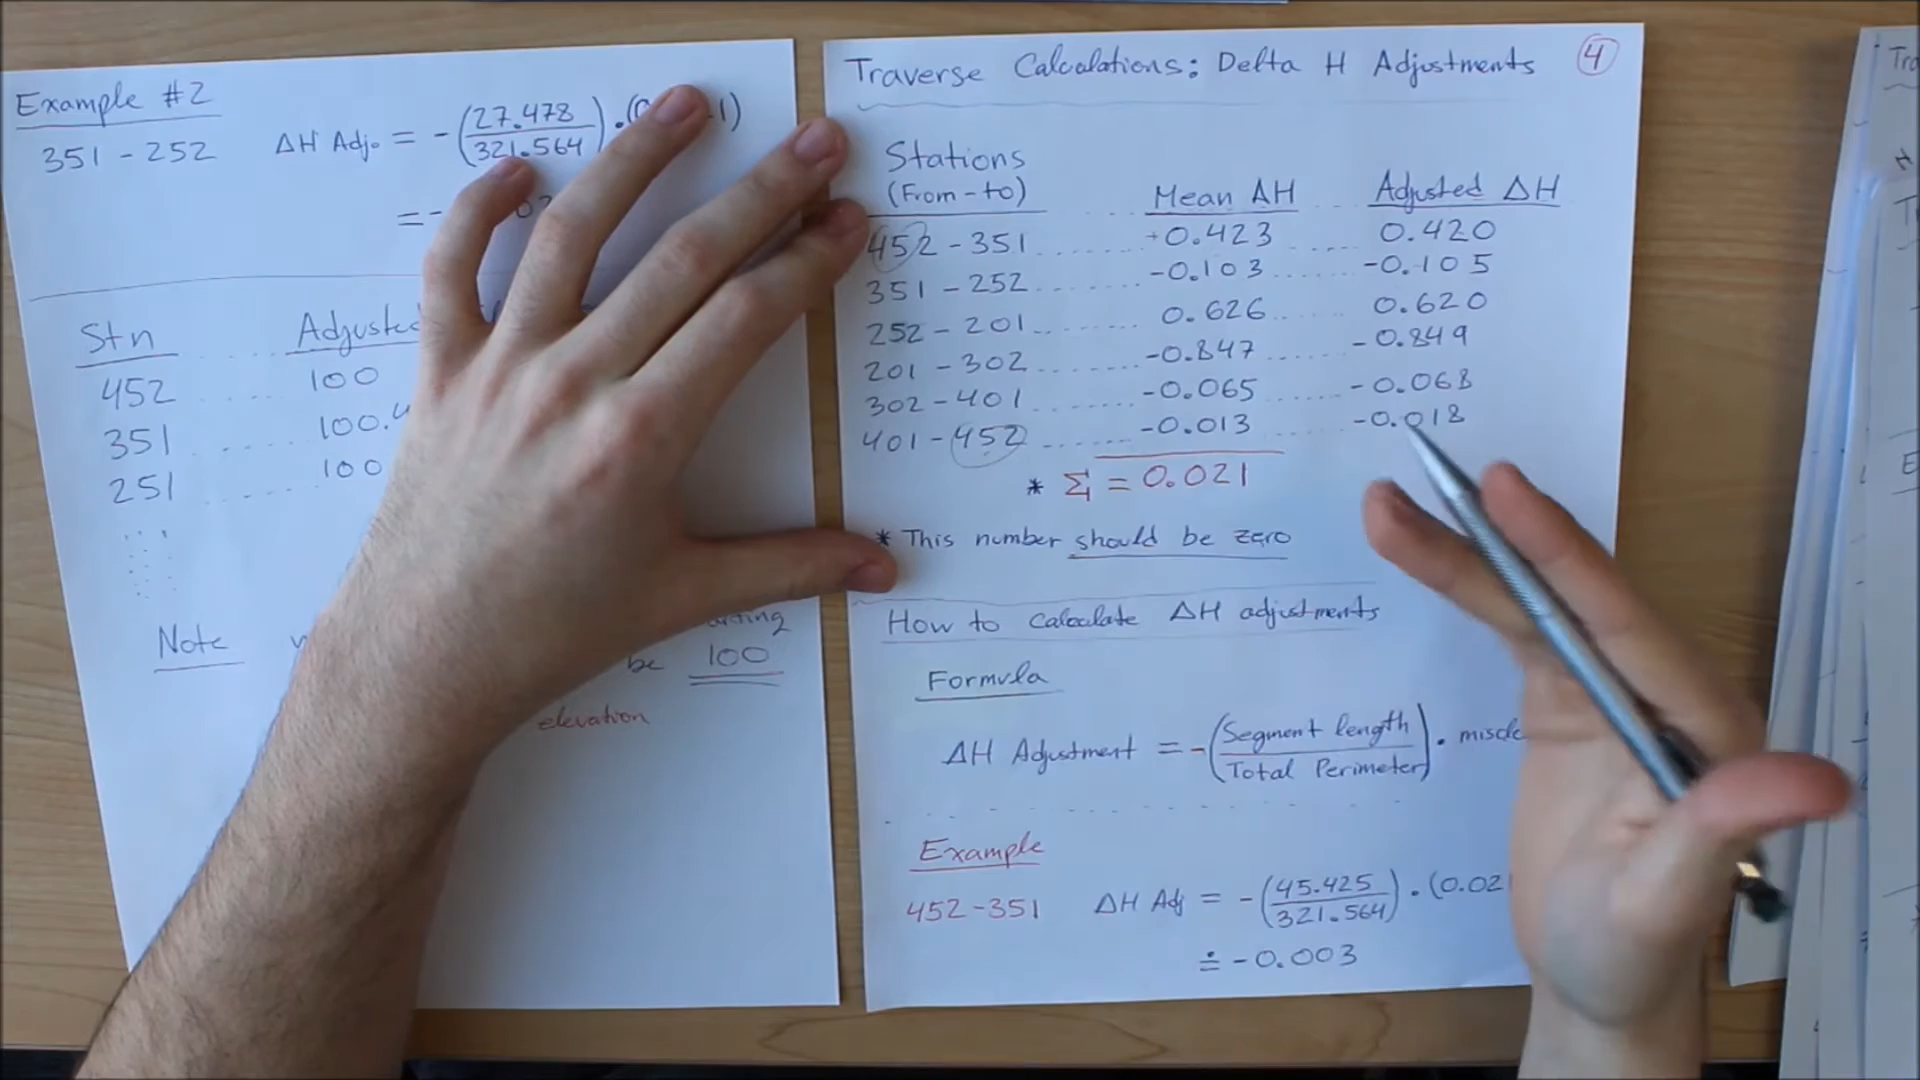 Example #2
351 - 252 ΔH Adj. = -(27.478 / 321.564) ·
= -
Stn Adjusted
452 100
351
251 100
Note
be 100
elevation
Traverse Calculations: Delta H Adjustments 4
Stations
(From - to) Mean ΔH Adjusted ΔH
452 - 351 +0.423 0.420
351 - 252 -0.103 -0.105
252 - 201 0.626 0.620
201 - 302 -0.847 -0.849
302 - 401 -0.065 -0.068
401 - 452 -0.013 -0.018
* Σ = 0.021
* This number should be zero
How to calculate ΔH adjustments
Formula
ΔH Adjustment = -(Segment length / Total Perimeter) ·
Example
452-351 ΔH Adj = -(45.425 / 321.564) · (0.02
≐ -0.003